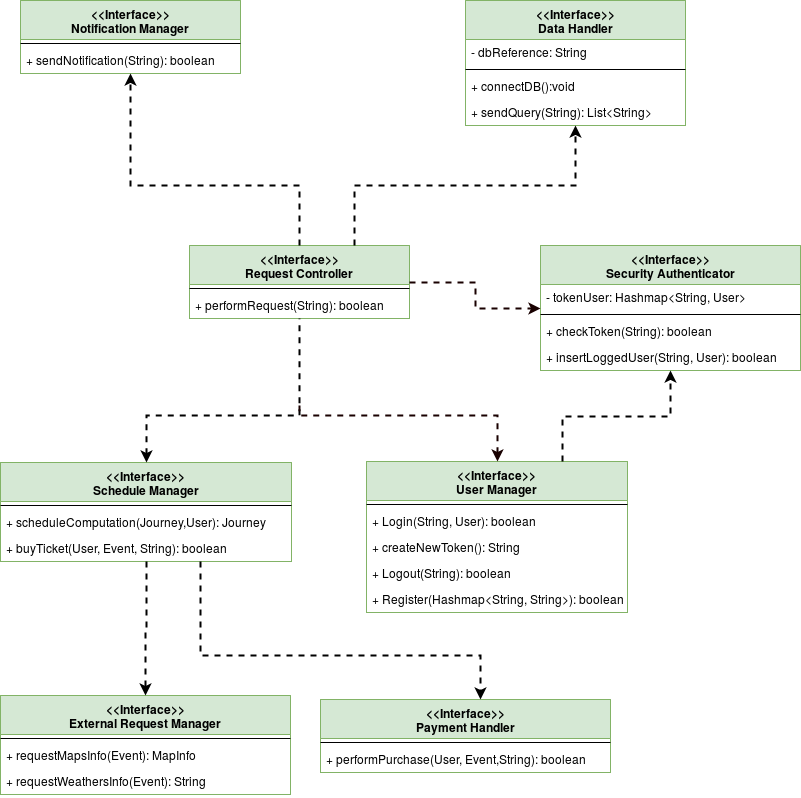 <<Interface>>
Notification Manager
+ sendNotification(String): boolean
<<Interface>>
Data Handler
- dbReference: String
+ connectDB():void
+ sendQuery(String): List<String>
<<Interface>>
Request Controller
+ performRequest(String): boolean
<<Interface>>
Security Authenticator
- tokenUser: Hashmap<String, User>
+ checkToken(String): boolean
+ insertLoggedUser(String, User): boolean
<<Interface>>
Schedule Manager
+ scheduleComputation(Journey,User): Journey
+ buyTicket(User, Event, String): boolean
<<Interface>>
User Manager
+ Login(String, User): boolean
+ createNewToken(): String
+ Logout(String): boolean
+ Register(Hashmap<String, String>): boolean
<<Interface>>
External Request Manager
+ requestMapsInfo(Event): MapInfo
+ requestWeathersInfo(Event): String
<<Interface>>
Payment Handler
+ performPurchase(User, Event,String): boolean